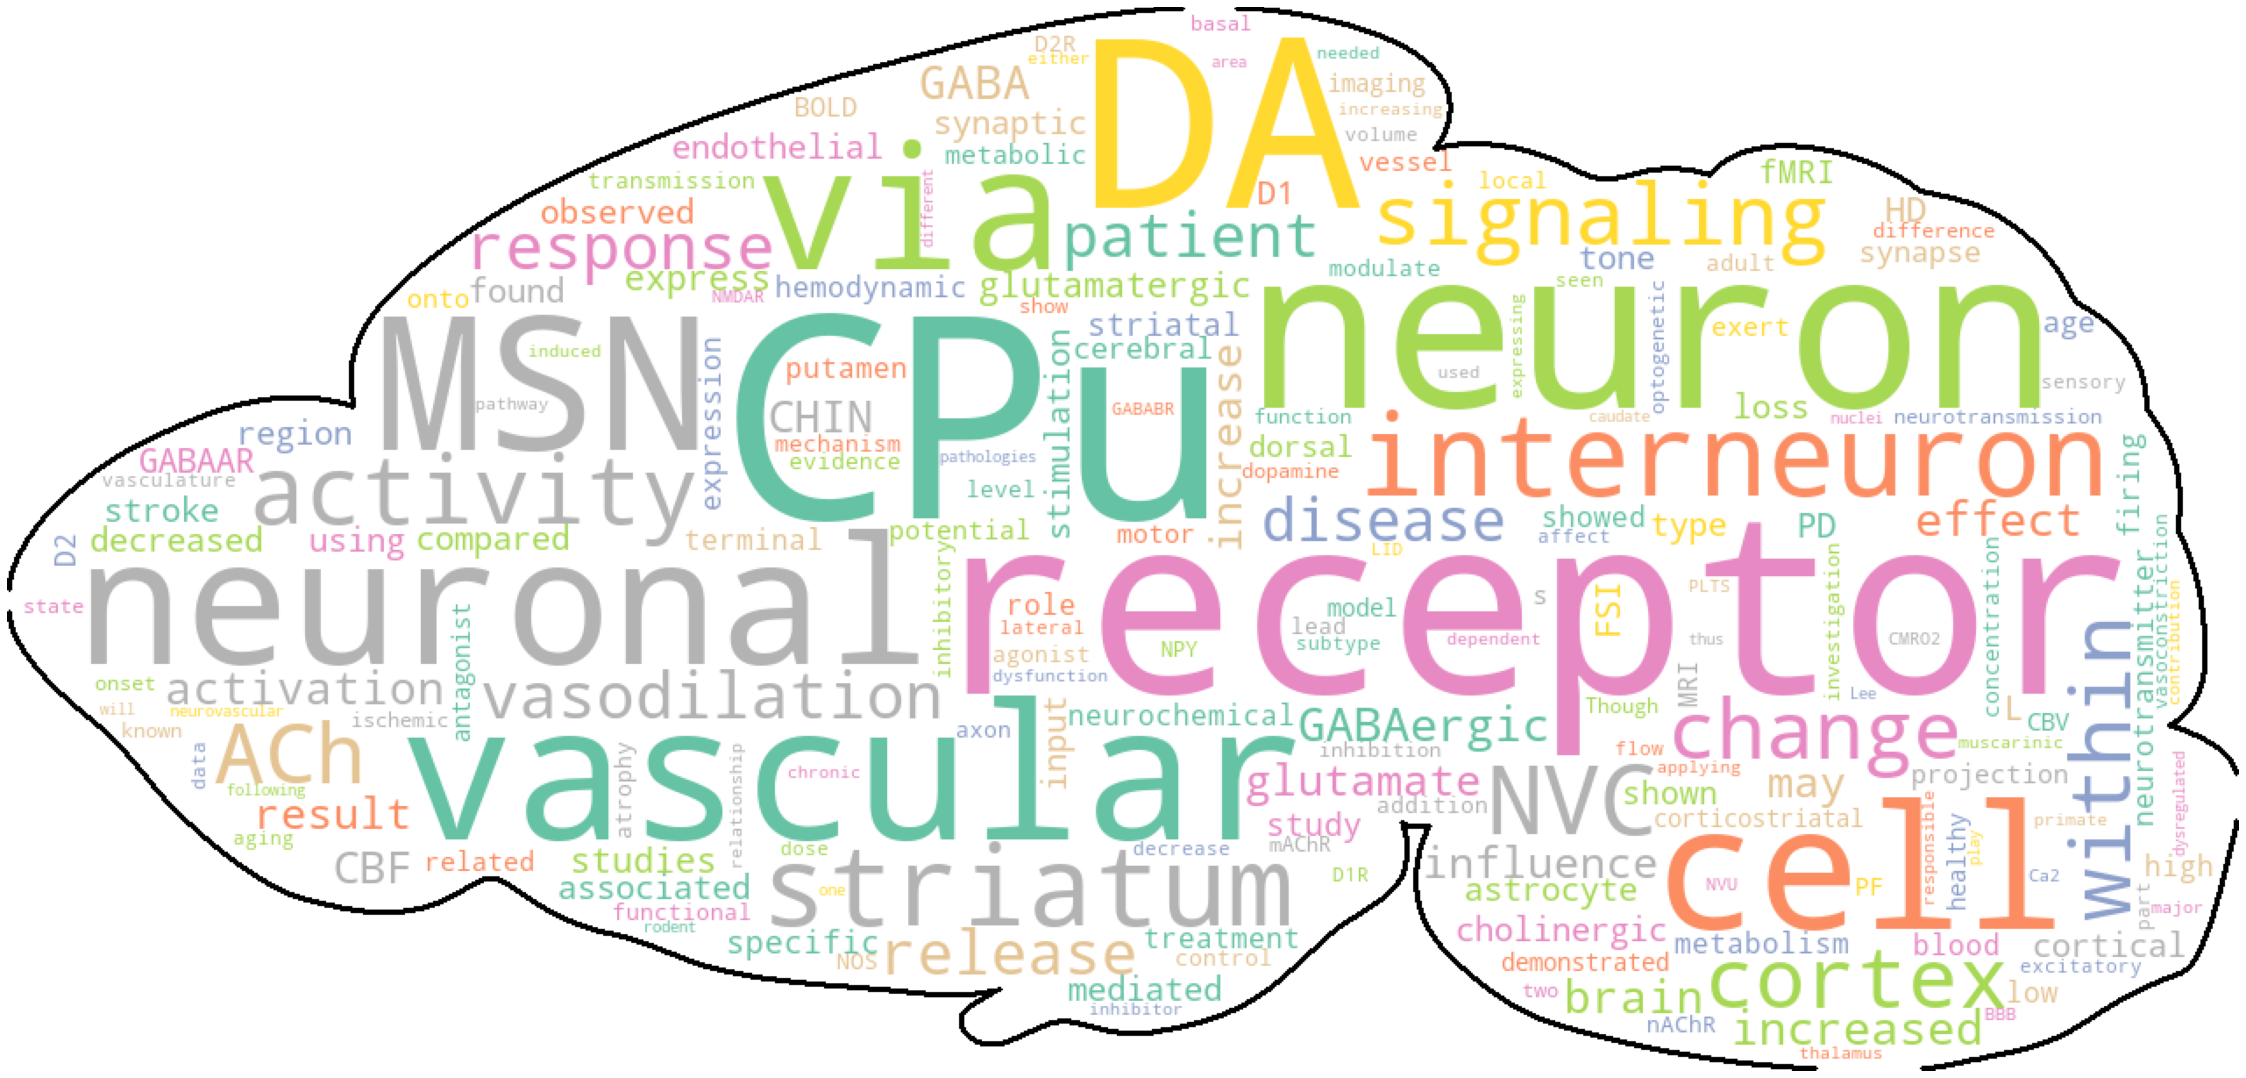 basal
D2R
either
DA
area
needed
GABA
imaging
BOLD
increasing
synaptic
volume
endothelial
metabolic
vessel
via
transmission
different
D1
local
fMRI
signaling
observed
response
patient
HD
difference
synapse
tone
adult
modulate
express
hemodynamic
glutamatergic
seen
NMDAR
onto
found
show
neuron
optogenetic
expressing
exert
age
MSN
CPu
striatal
cerebral
stimulation
increase
induced
expression
putamen
used
sensory
pathway
CHIN
GABABR
function
caudate
loss
nuclei
neurotransmission
region
mechanism
evidence
pathologies
dorsal
dopamine
interneuron
firing
GABAAR
vasculature
activity
level
stroke
disease
showed
type
PD
effect
D2
decreased
using
compared
terminal
potential
motor
affect
LID
inhibitory
neuronal
receptor
concentration
investigation
neurotransmitter
vasoconstriction
contribution
PLTS
FSI
s
state
antagonist
role
model
lateral
lead
subtype
dependent
thus
CMRO2
within
NPY
agonist
dysfunction
onset
activation
vasodilation
MRI
Lee
will
neurovascular
ischemic
input
neurochemical
Though
L
CBV
known
ACh
axon
GABAergic
change
data
vascular
atrophy
relationship
chronic
inhibition
flow
muscarinic
following
glutamate
NVC
applying
may
projection
dysregulated
result
addition
shown
corticostriatal
responsible
primate
aging
study
cell
healthy
play
CBF
related
studies
dose
decrease
mAChR
influence
D1R
high
associated
one
striatum
astrocyte
NVU
PF
Ca2
part
major
functional
rodent
specific
release
treatment
cholinergic
metabolism
blood
cortical
NOS
control
demonstrated
excitatory
mediated
two
brain
cortex
low
inhibitor
nAChR
increased
BBB
thalamus